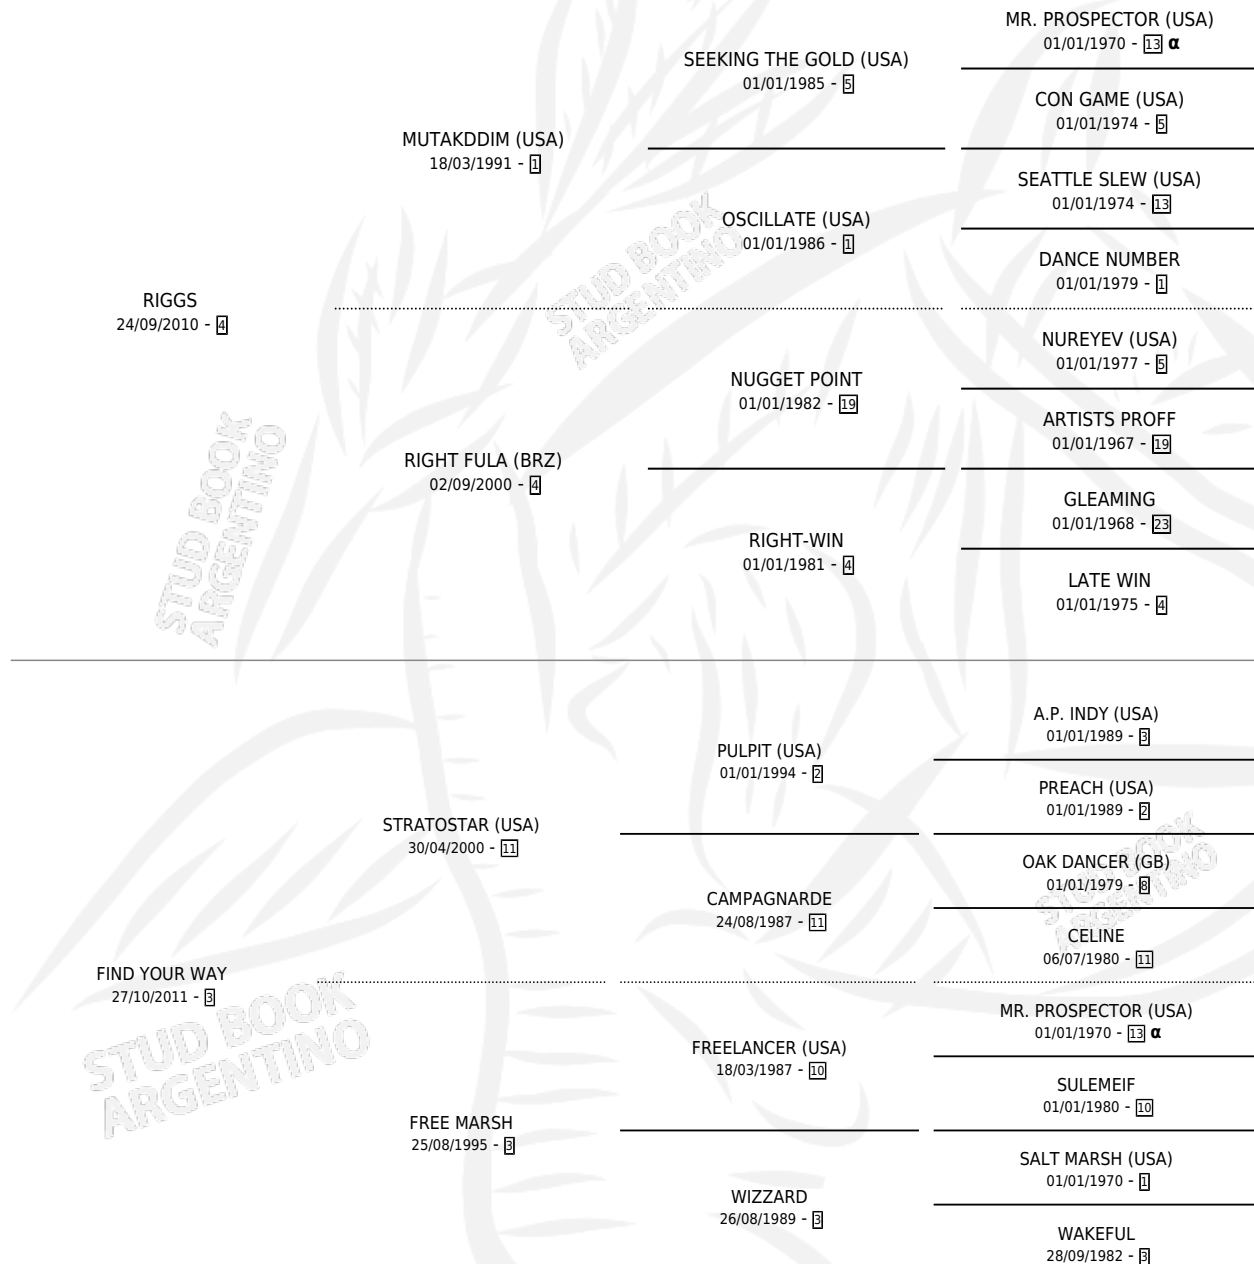 MR. PROSPECTOR (USA)
01/01/1970 - 13 α
SEEKING THE GOLD (USA)
01/01/1985 - 5
CON GAME (USA)
01/01/1974 - 5
MUTAKDDIM (USA)
18/03/1991 - 1
SEATTLE SLEW (USA)
01/01/1974 - 13
OSCILLATE (USA)
01/01/1986 - 1
DANCE NUMBER
01/01/1979 - 1
RIGGS
24/09/2010 - 4
NUREYEV (USA)
01/01/1977 - 5
NUGGET POINT
01/01/1982 - 19
ARTISTS PROFF
01/01/1967 - 19
RIGHT FULA (BRZ)
02/09/2000 - 4
GLEAMING
01/01/1968 - 23
RIGHT-WIN
01/01/1981 - 4
LATE WIN
01/01/1975 - 4
STUD BOOK
ARGENTINO
STUD BOOK
ARGENTINO
A.P. INDY (USA)
01/01/1989 - 3
PULPIT (USA)
01/01/1994 - 2
PREACH (USA)
01/01/1989 - 2
STRATOSTAR (USA)
30/04/2000 - 11
OAK DANCER (GB)
01/01/1979 - 8
CAMPAGNARDE
24/08/1987 - 11
CELINE
06/07/1980 - 11
FIND YOUR WAY
27/10/2011 - 3
MR. PROSPECTOR (USA)
01/01/1970 - 13 α
FREELANCER (USA)
18/03/1987 - 10
SULEMEIF
01/01/1980 - 10
FREE MARSH
25/08/1995 - 3
SALT MARSH (USA)
01/01/1970 - 1
WIZZARD
26/08/1989 - 3
WAKEFUL
28/09/1982 - 3
STUD BOOK
ARGENTINO
STUD BOOK
ARGENTINO